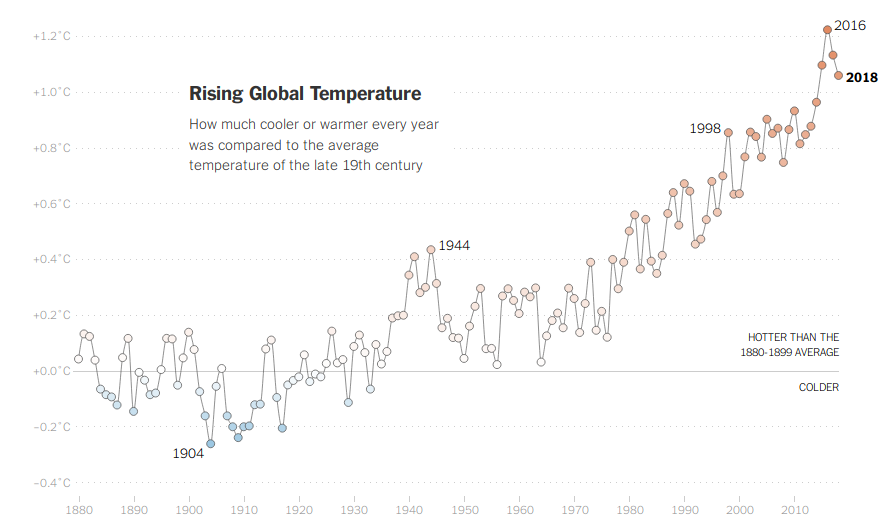 +1.2°C
2016
+1.0°C
2018
Rising Global Temperature
How much cooler or warmer every year
was compared to the average
temperature of the late 19th century
1998
+0.8°C
+0.6°C
+0.4°C
1944
+0.2°C
HOTTER THAN THE
1880-1899 AVERAGE
+0.0°C
COLDER
−0.2°C
1904
−0.4°C
1880 1890 1900 1910 1920 1930 1940 1950 1960 1970 1980 1990 2000 2010